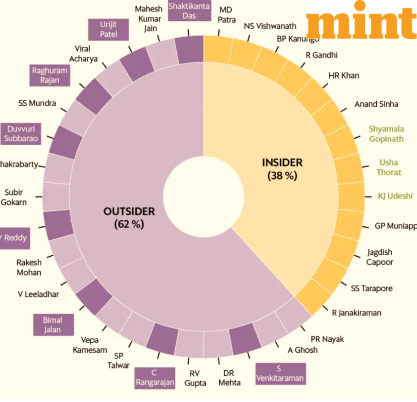 mint
Shaktikanta
Das
MD
Patra
NS Vishwanath
BP Kanungo
R Gandhi
HR Khan
Anand Sinha
Shyamala
Gopinath
Usha
Thorat
KJ Udeshi
GP Muniapp
Jagdish
Capoor
SS Tarapore
R Janakiraman
PR Nayak
A Ghosh
S
Venkitaraman
DR
Mehta
RV
Gupta
C
Rangarajan
SP
Talwar
Vepa
Kamesam
Bimal
Jalan
V Leeladhar
Rakesh
Mohan
Reddy
Subir
Gokarn
hakrabarty
Duvvuri
Subbarao
SS Mundra
Raghuram
Rajan
Viral
Acharya
Urijit
Patel
Mahesh
Kumar
Jain
INSIDER
(38 %)
OUTSIDER
(62 %)